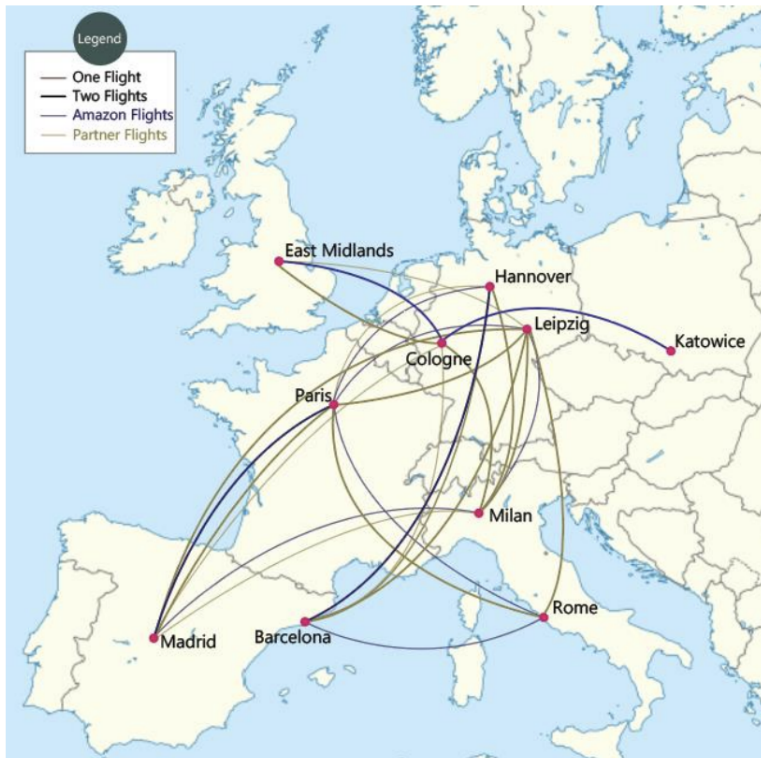 Legend
One Flight
Two Flights
Amazon Flights
Partner Flights
East Midlands
Hannover
Leipzig
Katowice
Cologne
Paris
Milan
Rome
Madrid
Barcelona